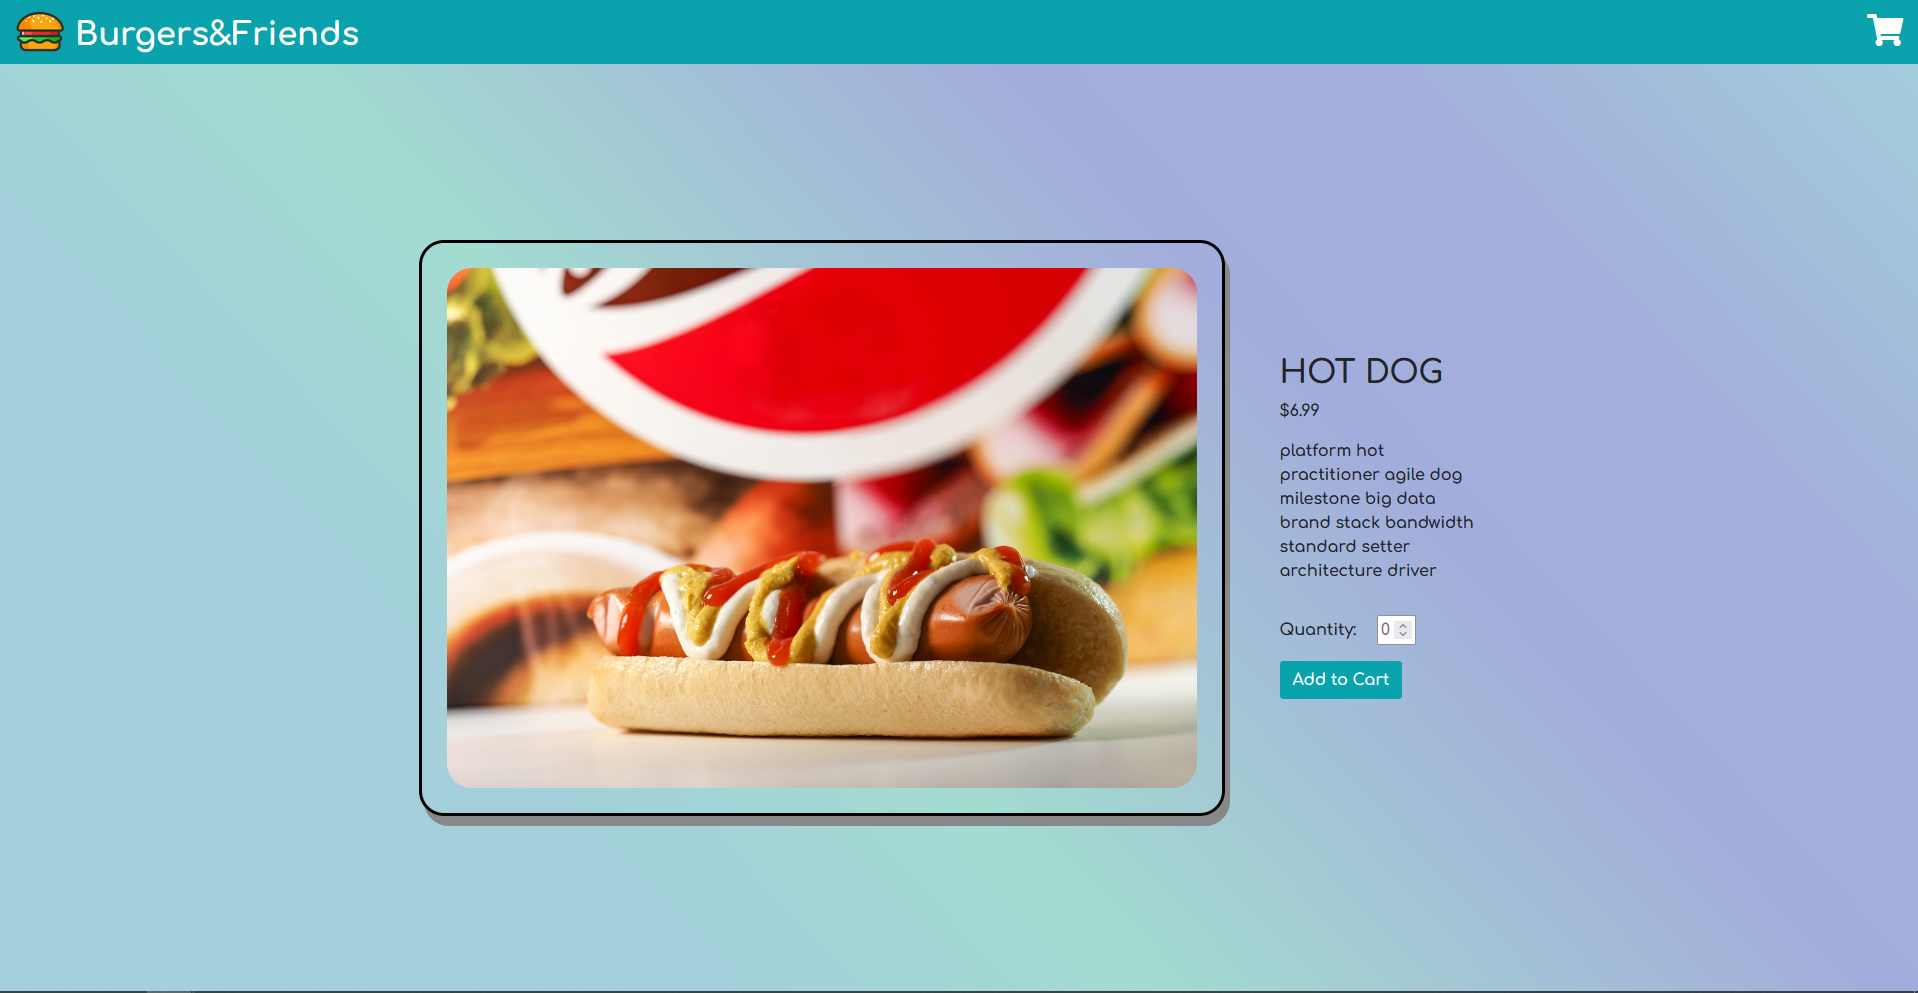 Burgers&Friends
HOT DOG
$6.99
platform hot
practitioner agile dog
milestone big data
brand stack bandwidth
standard setter
architecture driver
Quantity: 0
Add to Cart